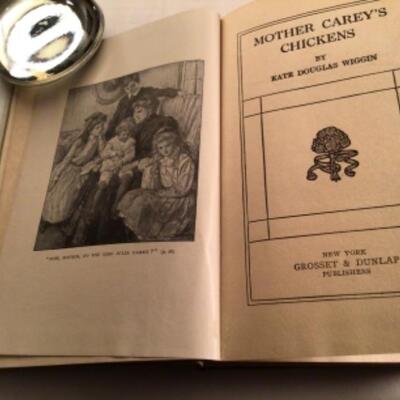 MOTHER CAREY'S
CHICKENS
BY
KATE DOUGLAS WIGGIN
NEW YORK
GROSSET & DUNLAP
PUBLISHERS